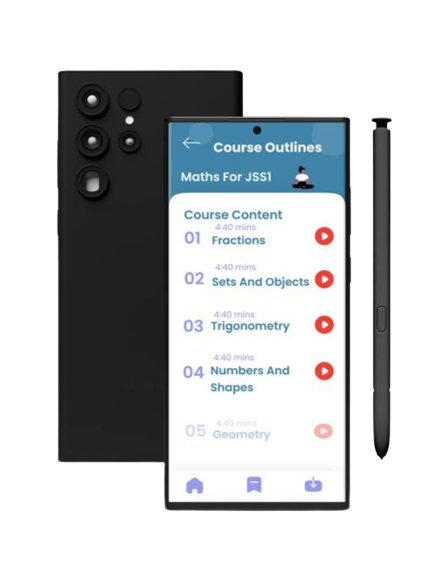 Course Outlines
Maths For JSS1
Course Content
4:40 mins
01 Fractions
4:40 mins
02 Sets And Objects
4:40 mins
03 Trigonometry
4:40 mins
04 Numbers And
Shapes
4:40 mins
05 Geometry